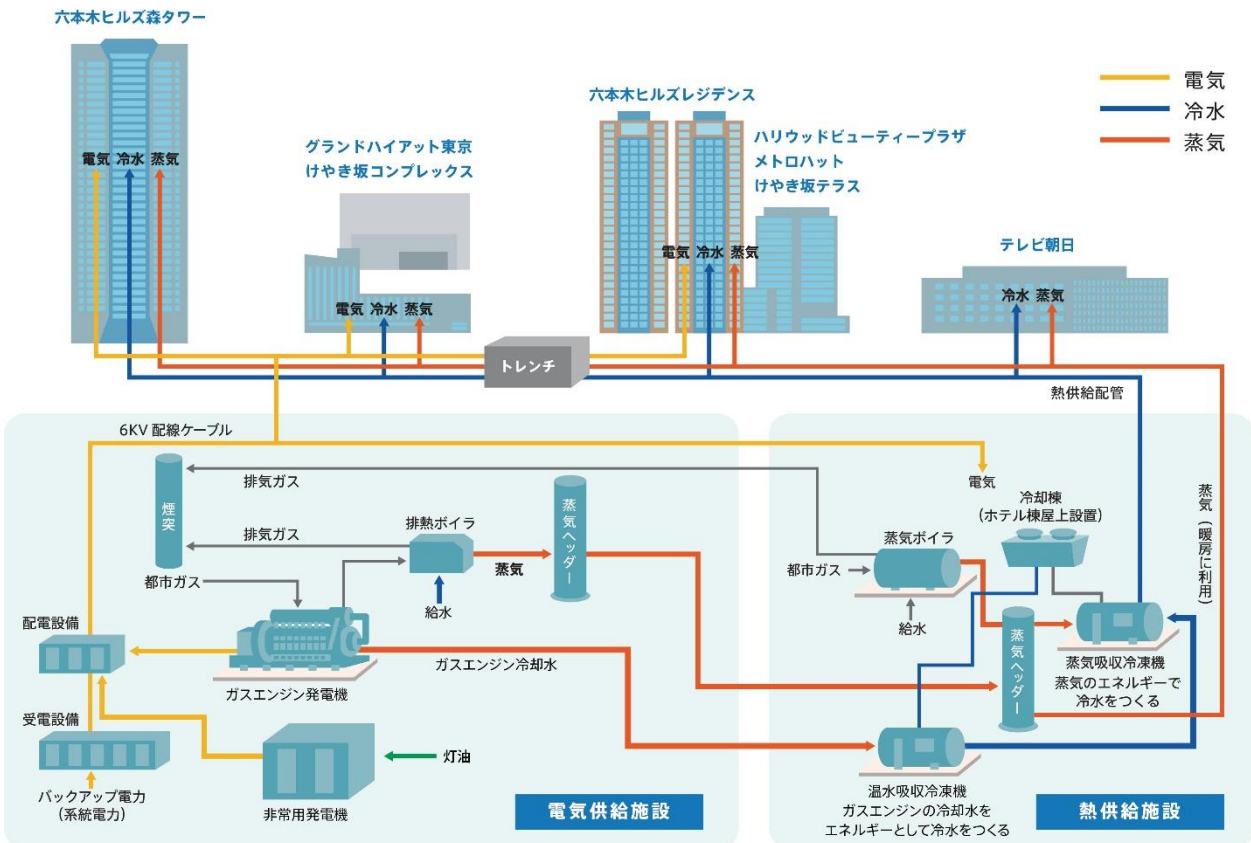 六本木ヒルズ森タワー
電気 冷水 蒸気
グランドハイアット東京
けやき坂コンプレックス
電気 冷水 蒸気
六本木ヒルズレジデンス
ハリウッドビューティープラザ
メトロハット
けやき坂テラス
電気 冷水 蒸気
テレビ朝日
冷水 蒸気
電気
冷水
蒸気
トレンチ
熱供給配管
6KV 配線ケーブル
煙突
排気ガス
排気ガス
都市ガス
排熱ボイラ
蒸気
給水
蒸気ヘッダー
配電設備
ガスエンジン発電機
ガスエンジン冷却水
受電設備
バックアップ電力
(系統電力)
非常用発電機
灯油
電気供給施設
電気
冷却棟
(ホテル棟屋上設置)
蒸気(暖房に利用)
蒸気ボイラ
都市ガス
給水
蒸気ヘッダー
蒸気吸収冷凍機
蒸気のエネルギーで
冷水をつくる
温水吸収冷凍機
ガスエンジンの冷却水を
エネルギーとして冷水をつくる
熱供給施設